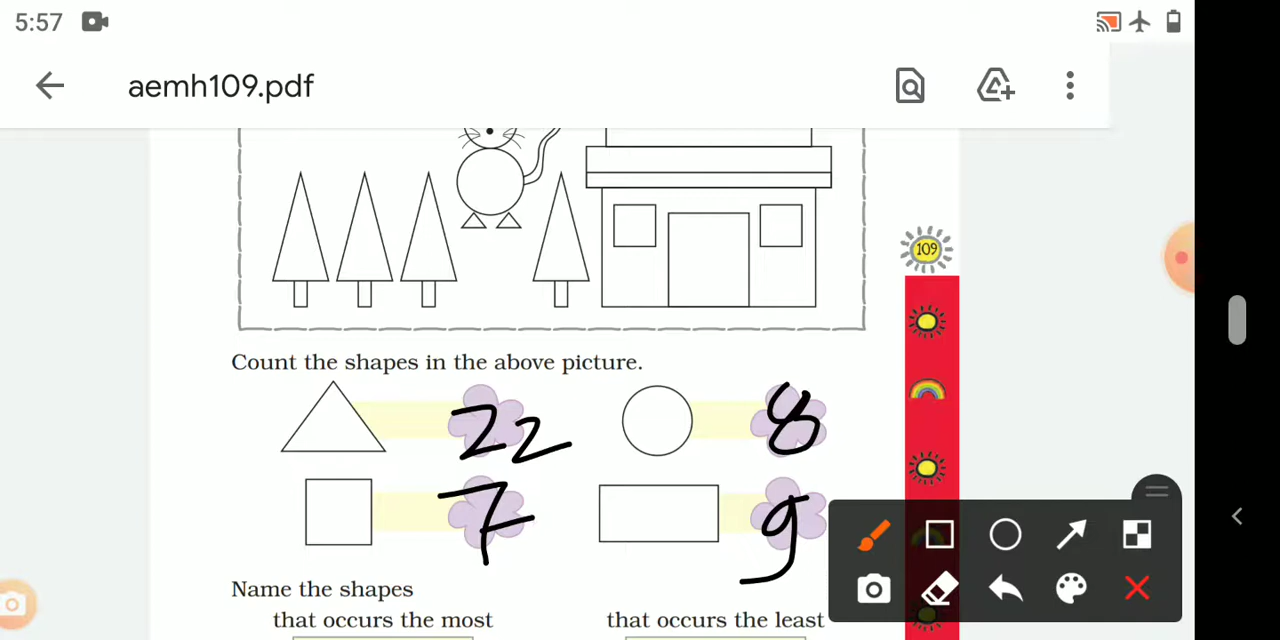 5:57
aemh109.pdf
109
Count the shapes in the above picture.
22 8
7 9
Name the shapes
that occurs the most that occurs the least